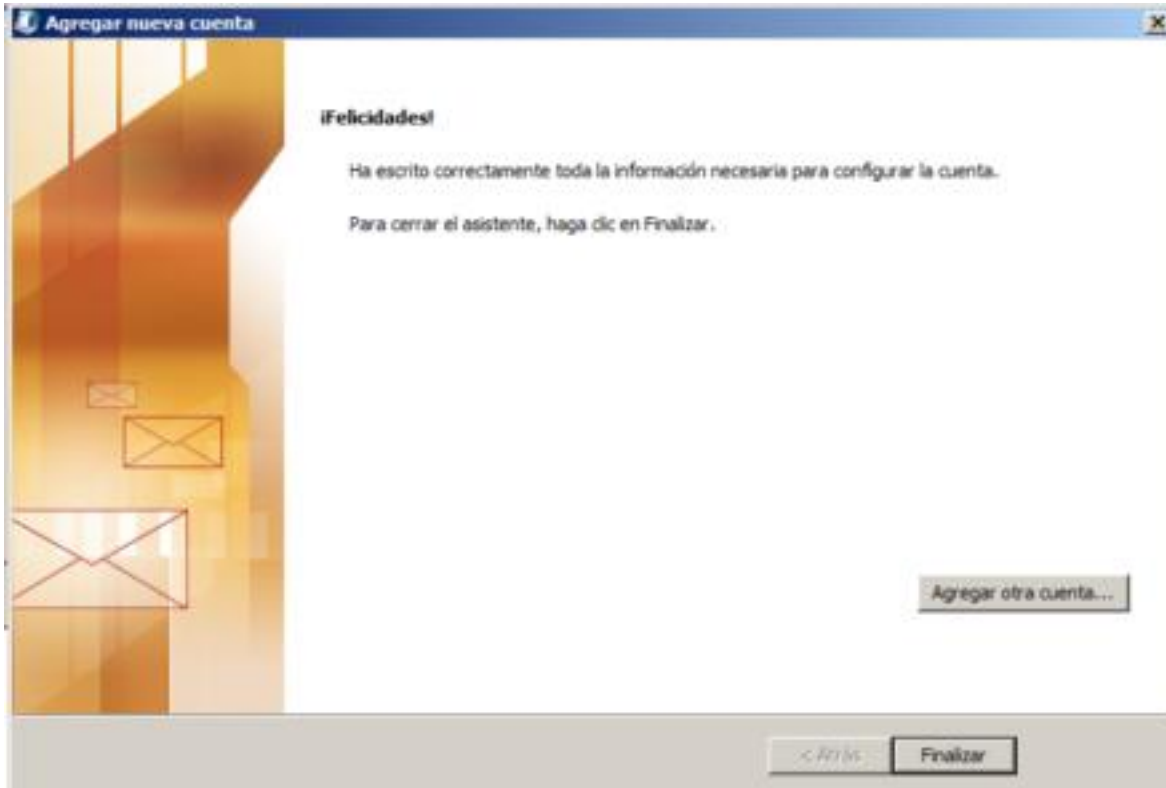 Agregar nueva cuenta
¡Felicidades!
Ha escrito correctamente toda la información necesaria para configurar la cuenta.
Para cerrar el asistente, haga clic en Finalizar.
Agregar otra cuenta...
< Atrás
Finalizar